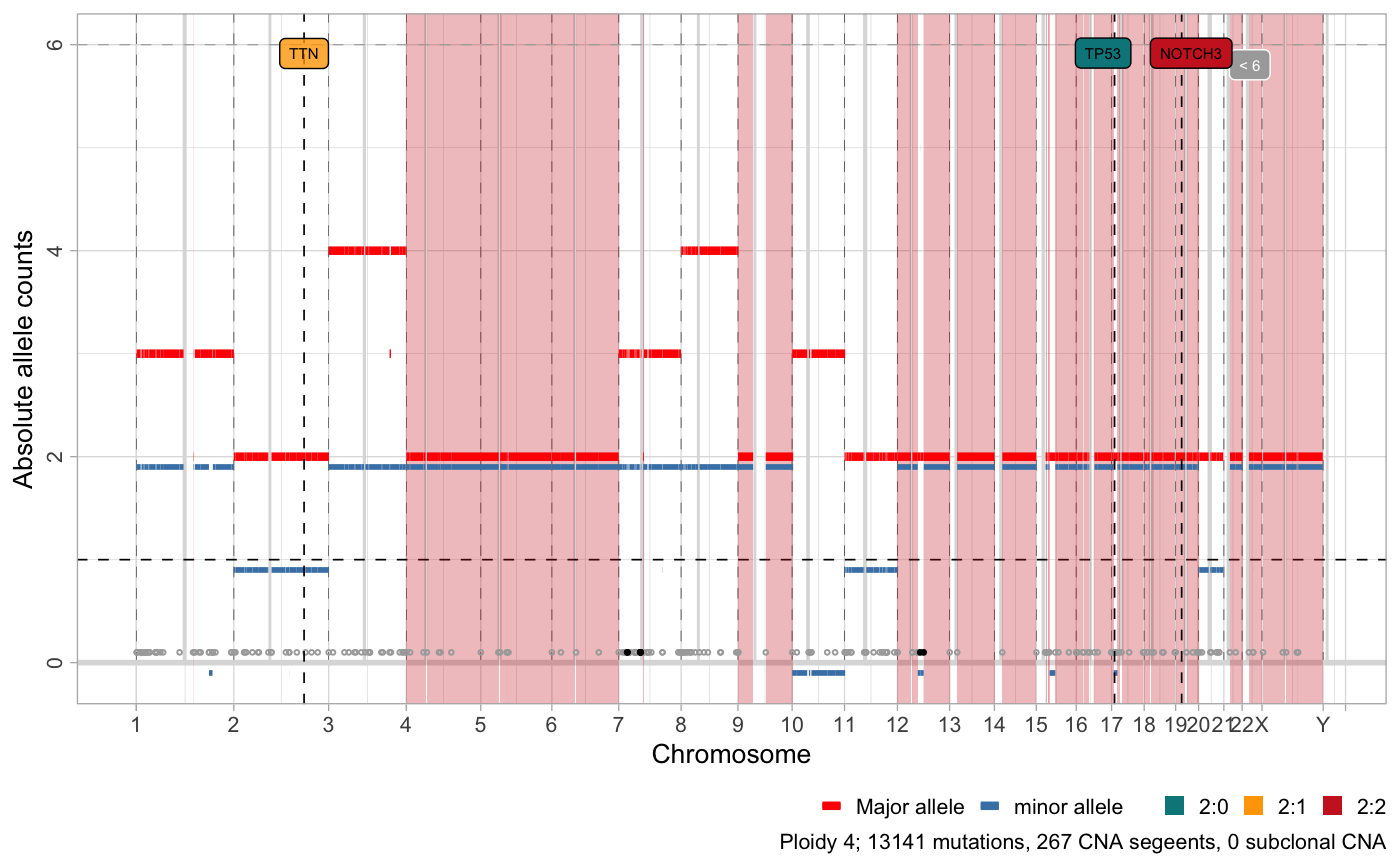 6
TTN
TP53
NOTCH3
< 6
4
2
0
Absolute allele counts
1 2 3 4 5 6 7 8 9 10 11 12 13 14 15 16 17 18 19 20 21 22 X Y
Chromosome
Major allele minor allele 2:0 2:1 2:2
Ploidy 4; 13141 mutations, 267 CNA segeents, 0 subclonal CNA